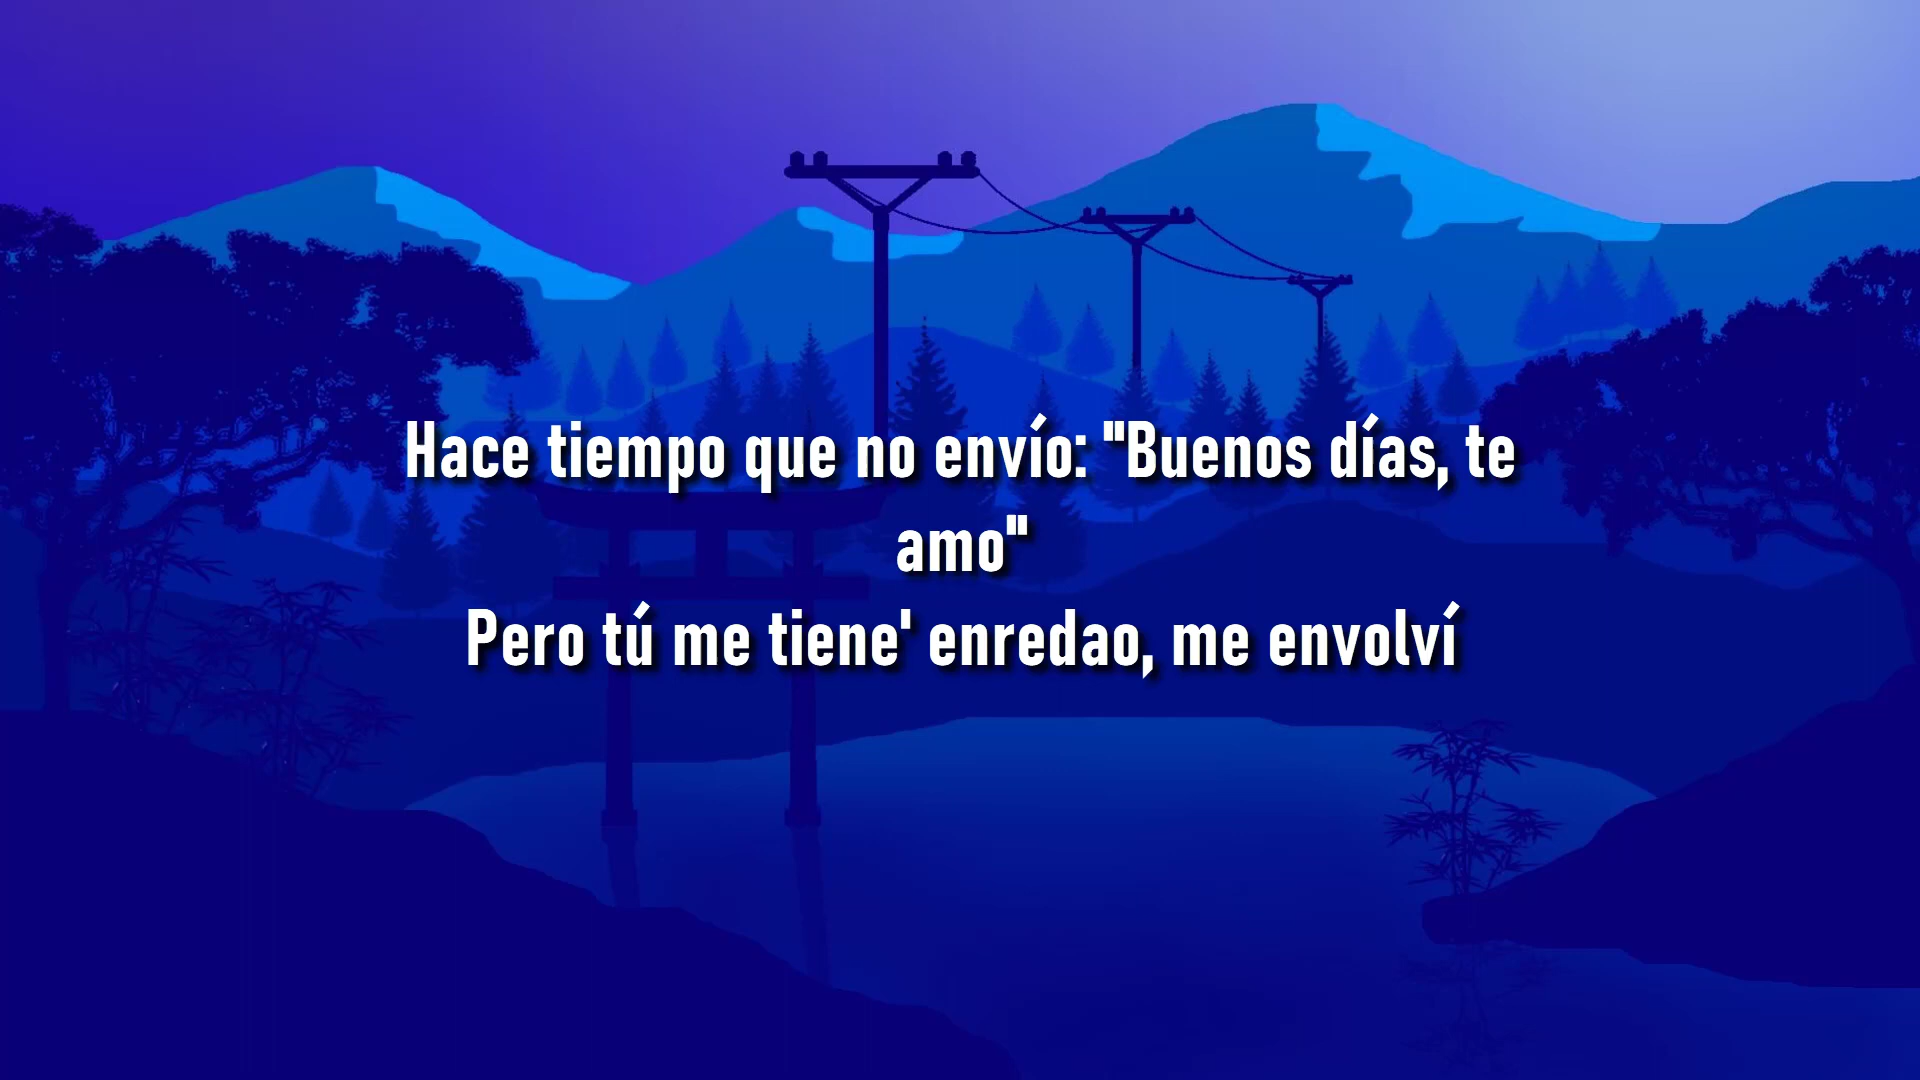 Hace tiempo que no envío: "Buenos días, te
amo"
Pero tú me tiene' enredao, me envolví